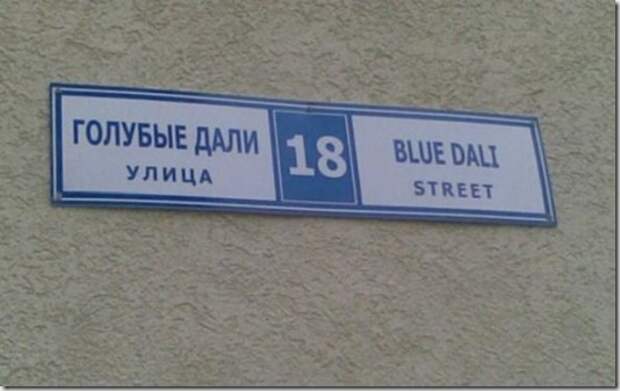 ГОЛУБЫЕ ДАЛИ
УЛИЦА
18
BLUE DALI
STREET